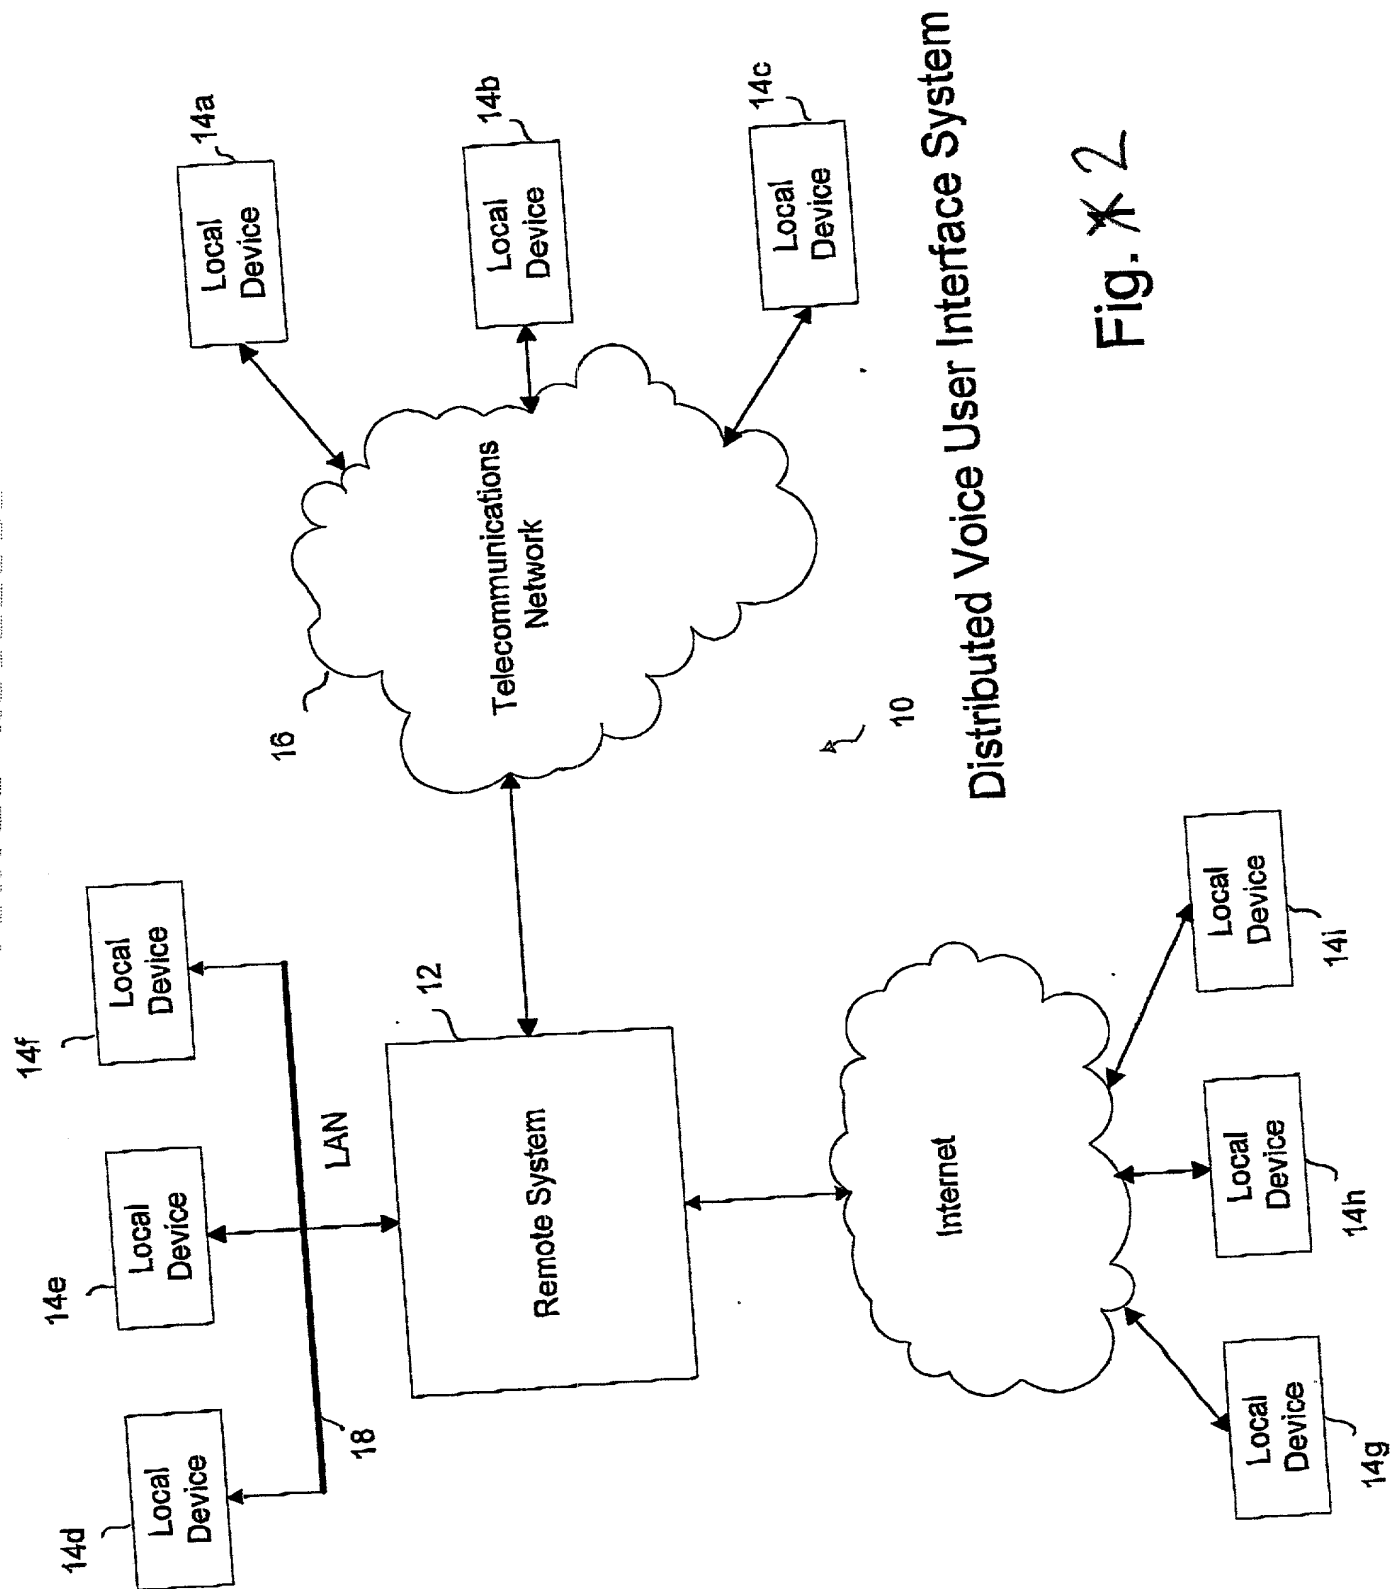 14d
Local
Device
14e
Local
Device
14f
Local
Device
18
LAN
12
Remote System
16
Telecommunications
Network
14a
Local
Device
14b
Local
Device
14c
Local
Device
Internet
Local
Device
14g
Local
Device
14h
Local
Device
14i
10
Distributed Voice User Interface System
Fig. 2